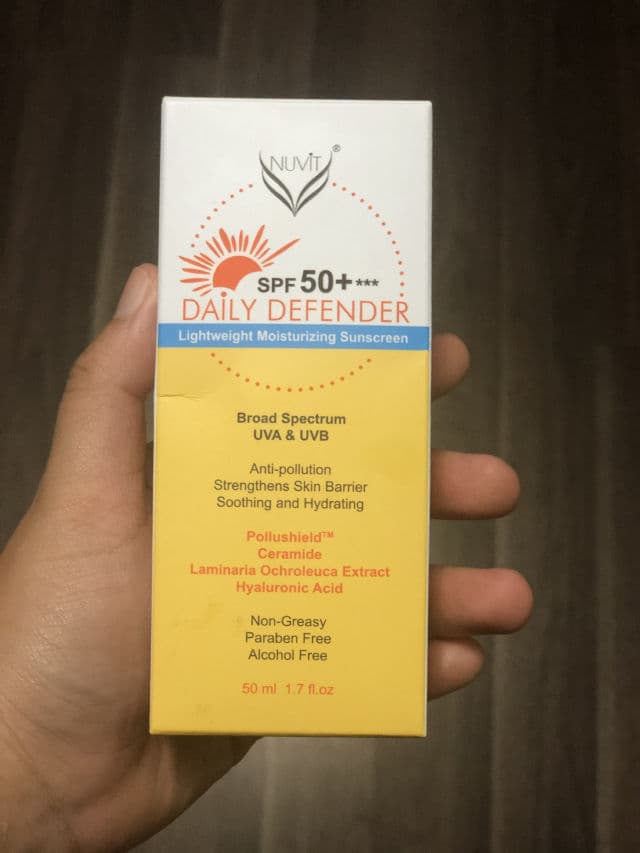 NUVIT®
SPF 50+***
DAILY DEFENDER
Lightweight Moisturizing Sunscreen
Broad Spectrum
UVA & UVB
Anti-pollution
Strengthens Skin Barrier
Soothing and Hydrating
Pollushield™
Ceramide
Laminaria Ochroleuca Extract
Hyaluronic Acid
Non-Greasy
Paraben Free
Alcohol Free
50 ml 1.7 fl.oz